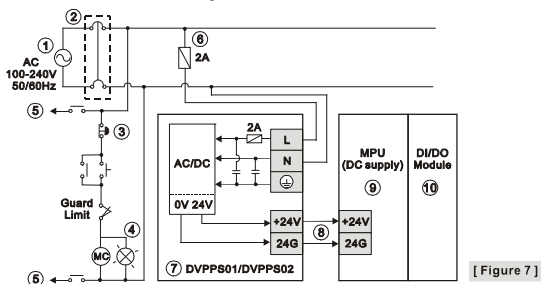 ②
①
AC
100-240V
50/60Hz
⑥
2A
⑤
③
Guard
Limit
④
MC
⑤
2A
L
N
AC/DC
0V 24V
+24V
24G
⑦ DVPPS01/DVPPS02
⑧
MPU
(DC supply)
⑨
+24V
24G
DI/DO
Module
⑩
[ Figure 7 ]